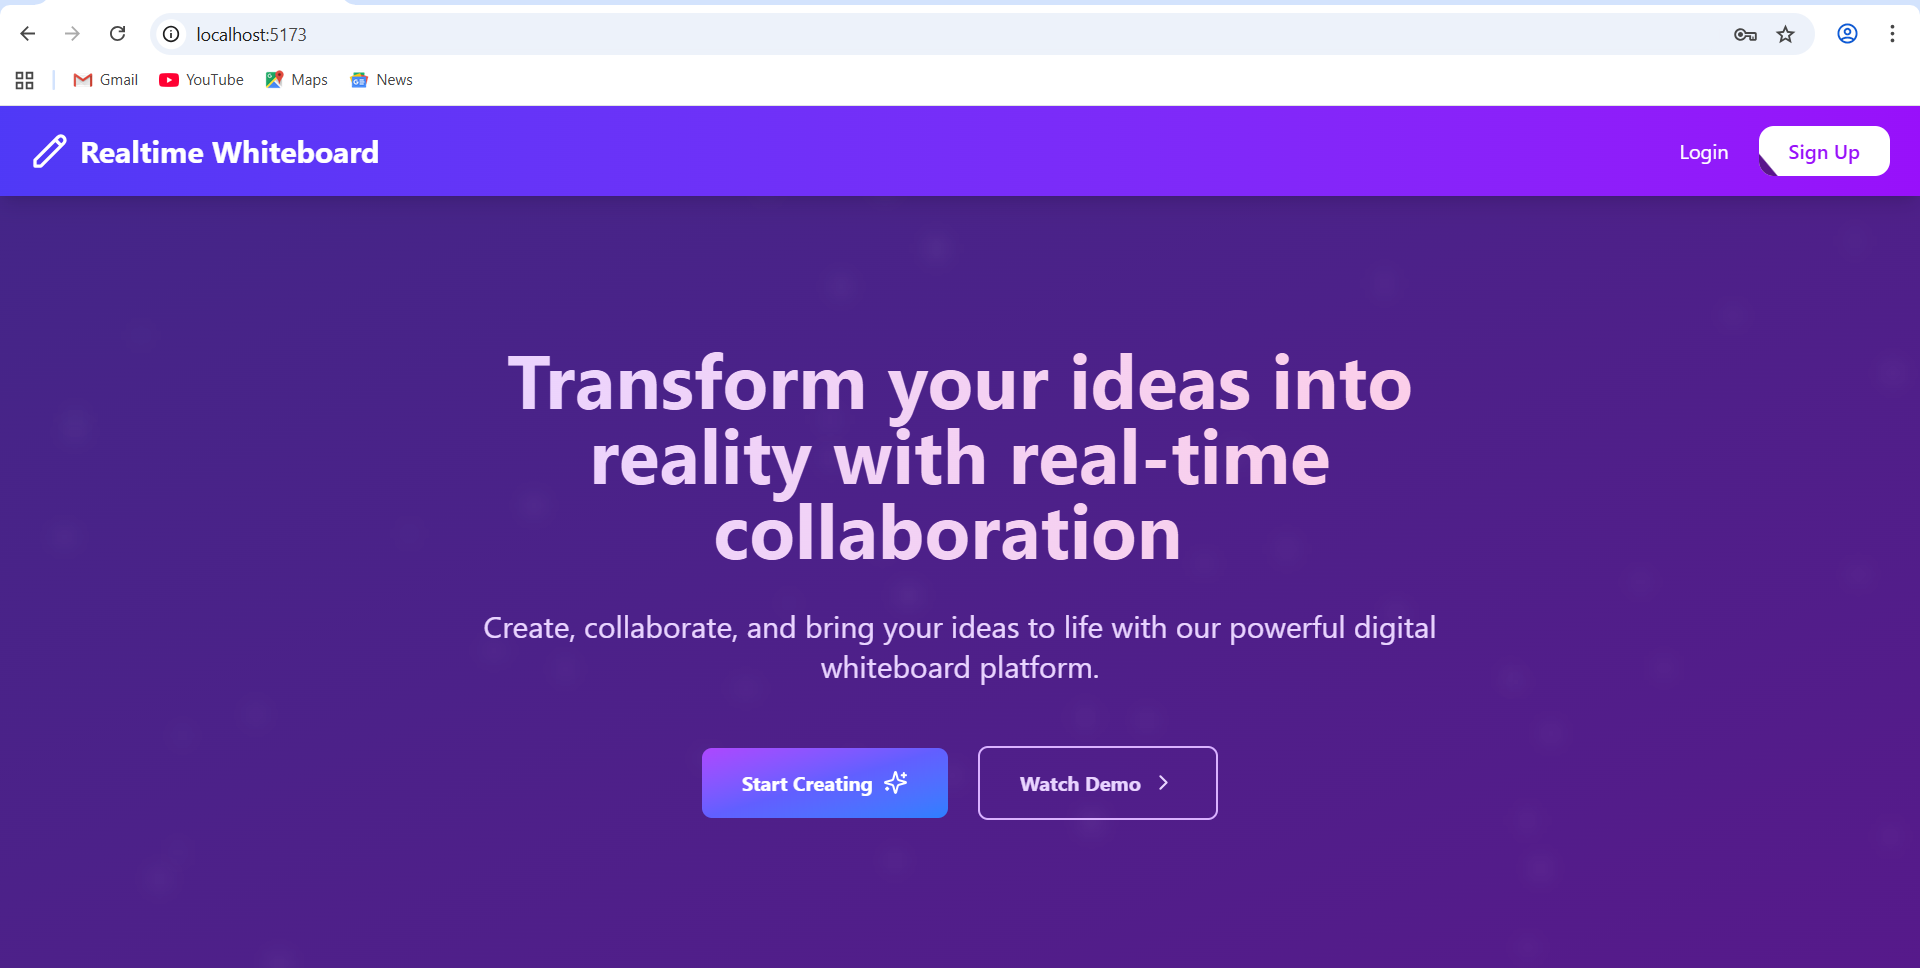 localhost:5173
Gmail YouTube Maps News
Realtime Whiteboard Login Sign Up
Transform your ideas into
reality with real-time
collaboration
Create, collaborate, and bring your ideas to life with our powerful digital
whiteboard platform.
Start Creating Watch Demo